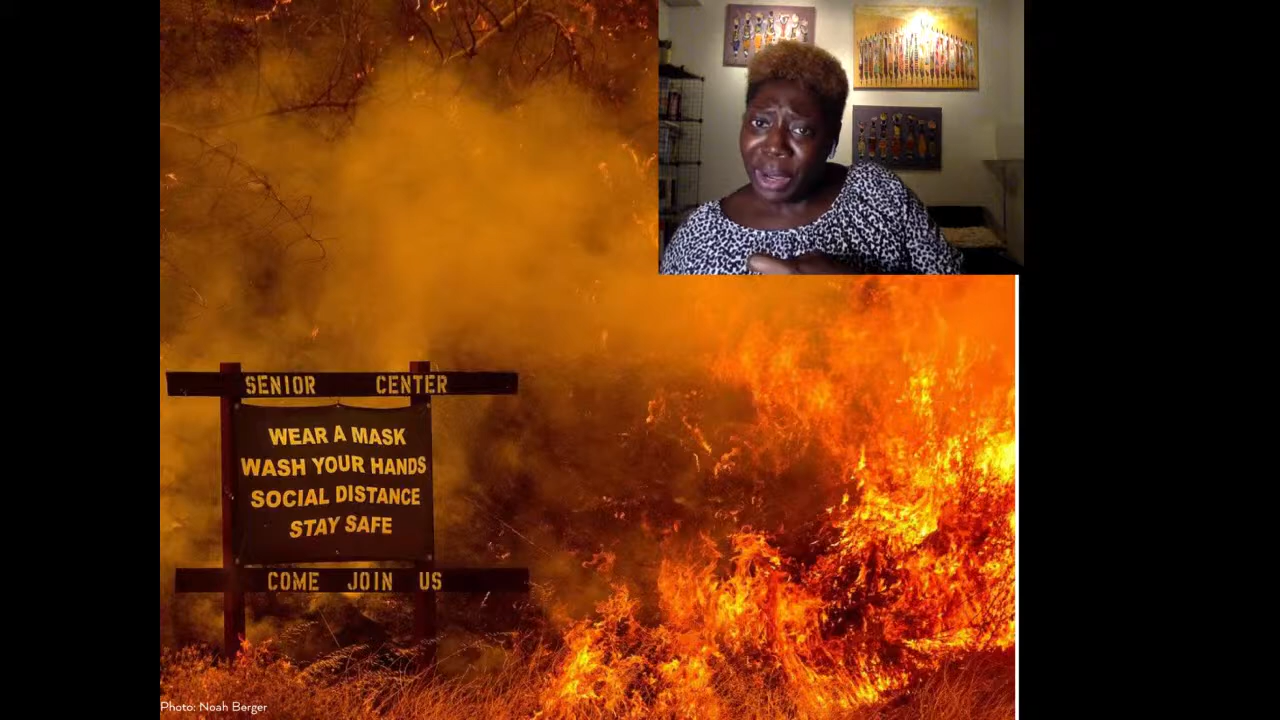 SENIOR CENTER
WEAR A MASK
WASH YOUR HANDS
SOCIAL DISTANCE
STAY SAFE
COME JOIN US
Photo: Noah Berger